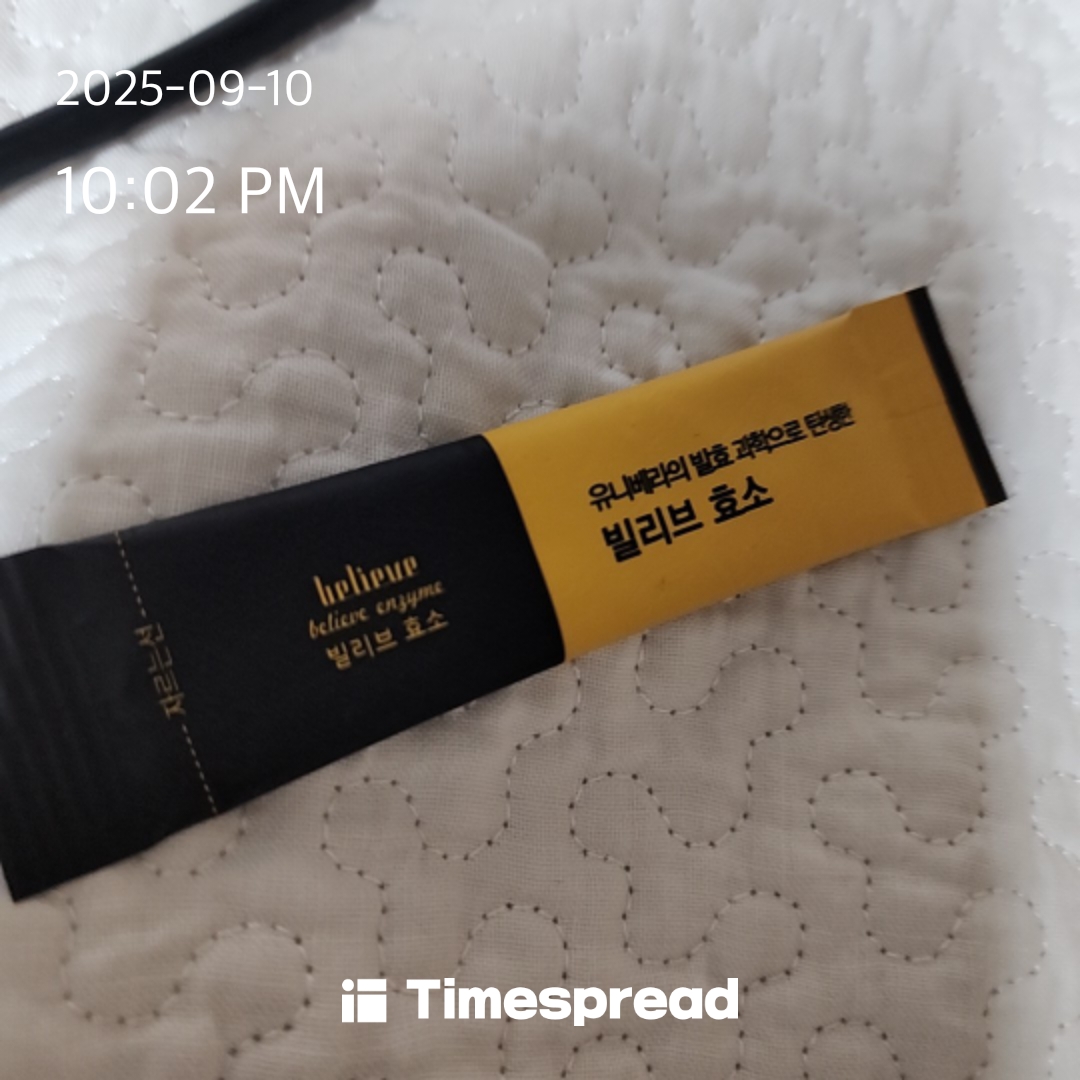 2025-09-10
10:02 PM
유니베라의 발효 과학으로 탄생한
빌리브 효소
believe
believe enzyme
빌리브 효소
자르는선
Timespread